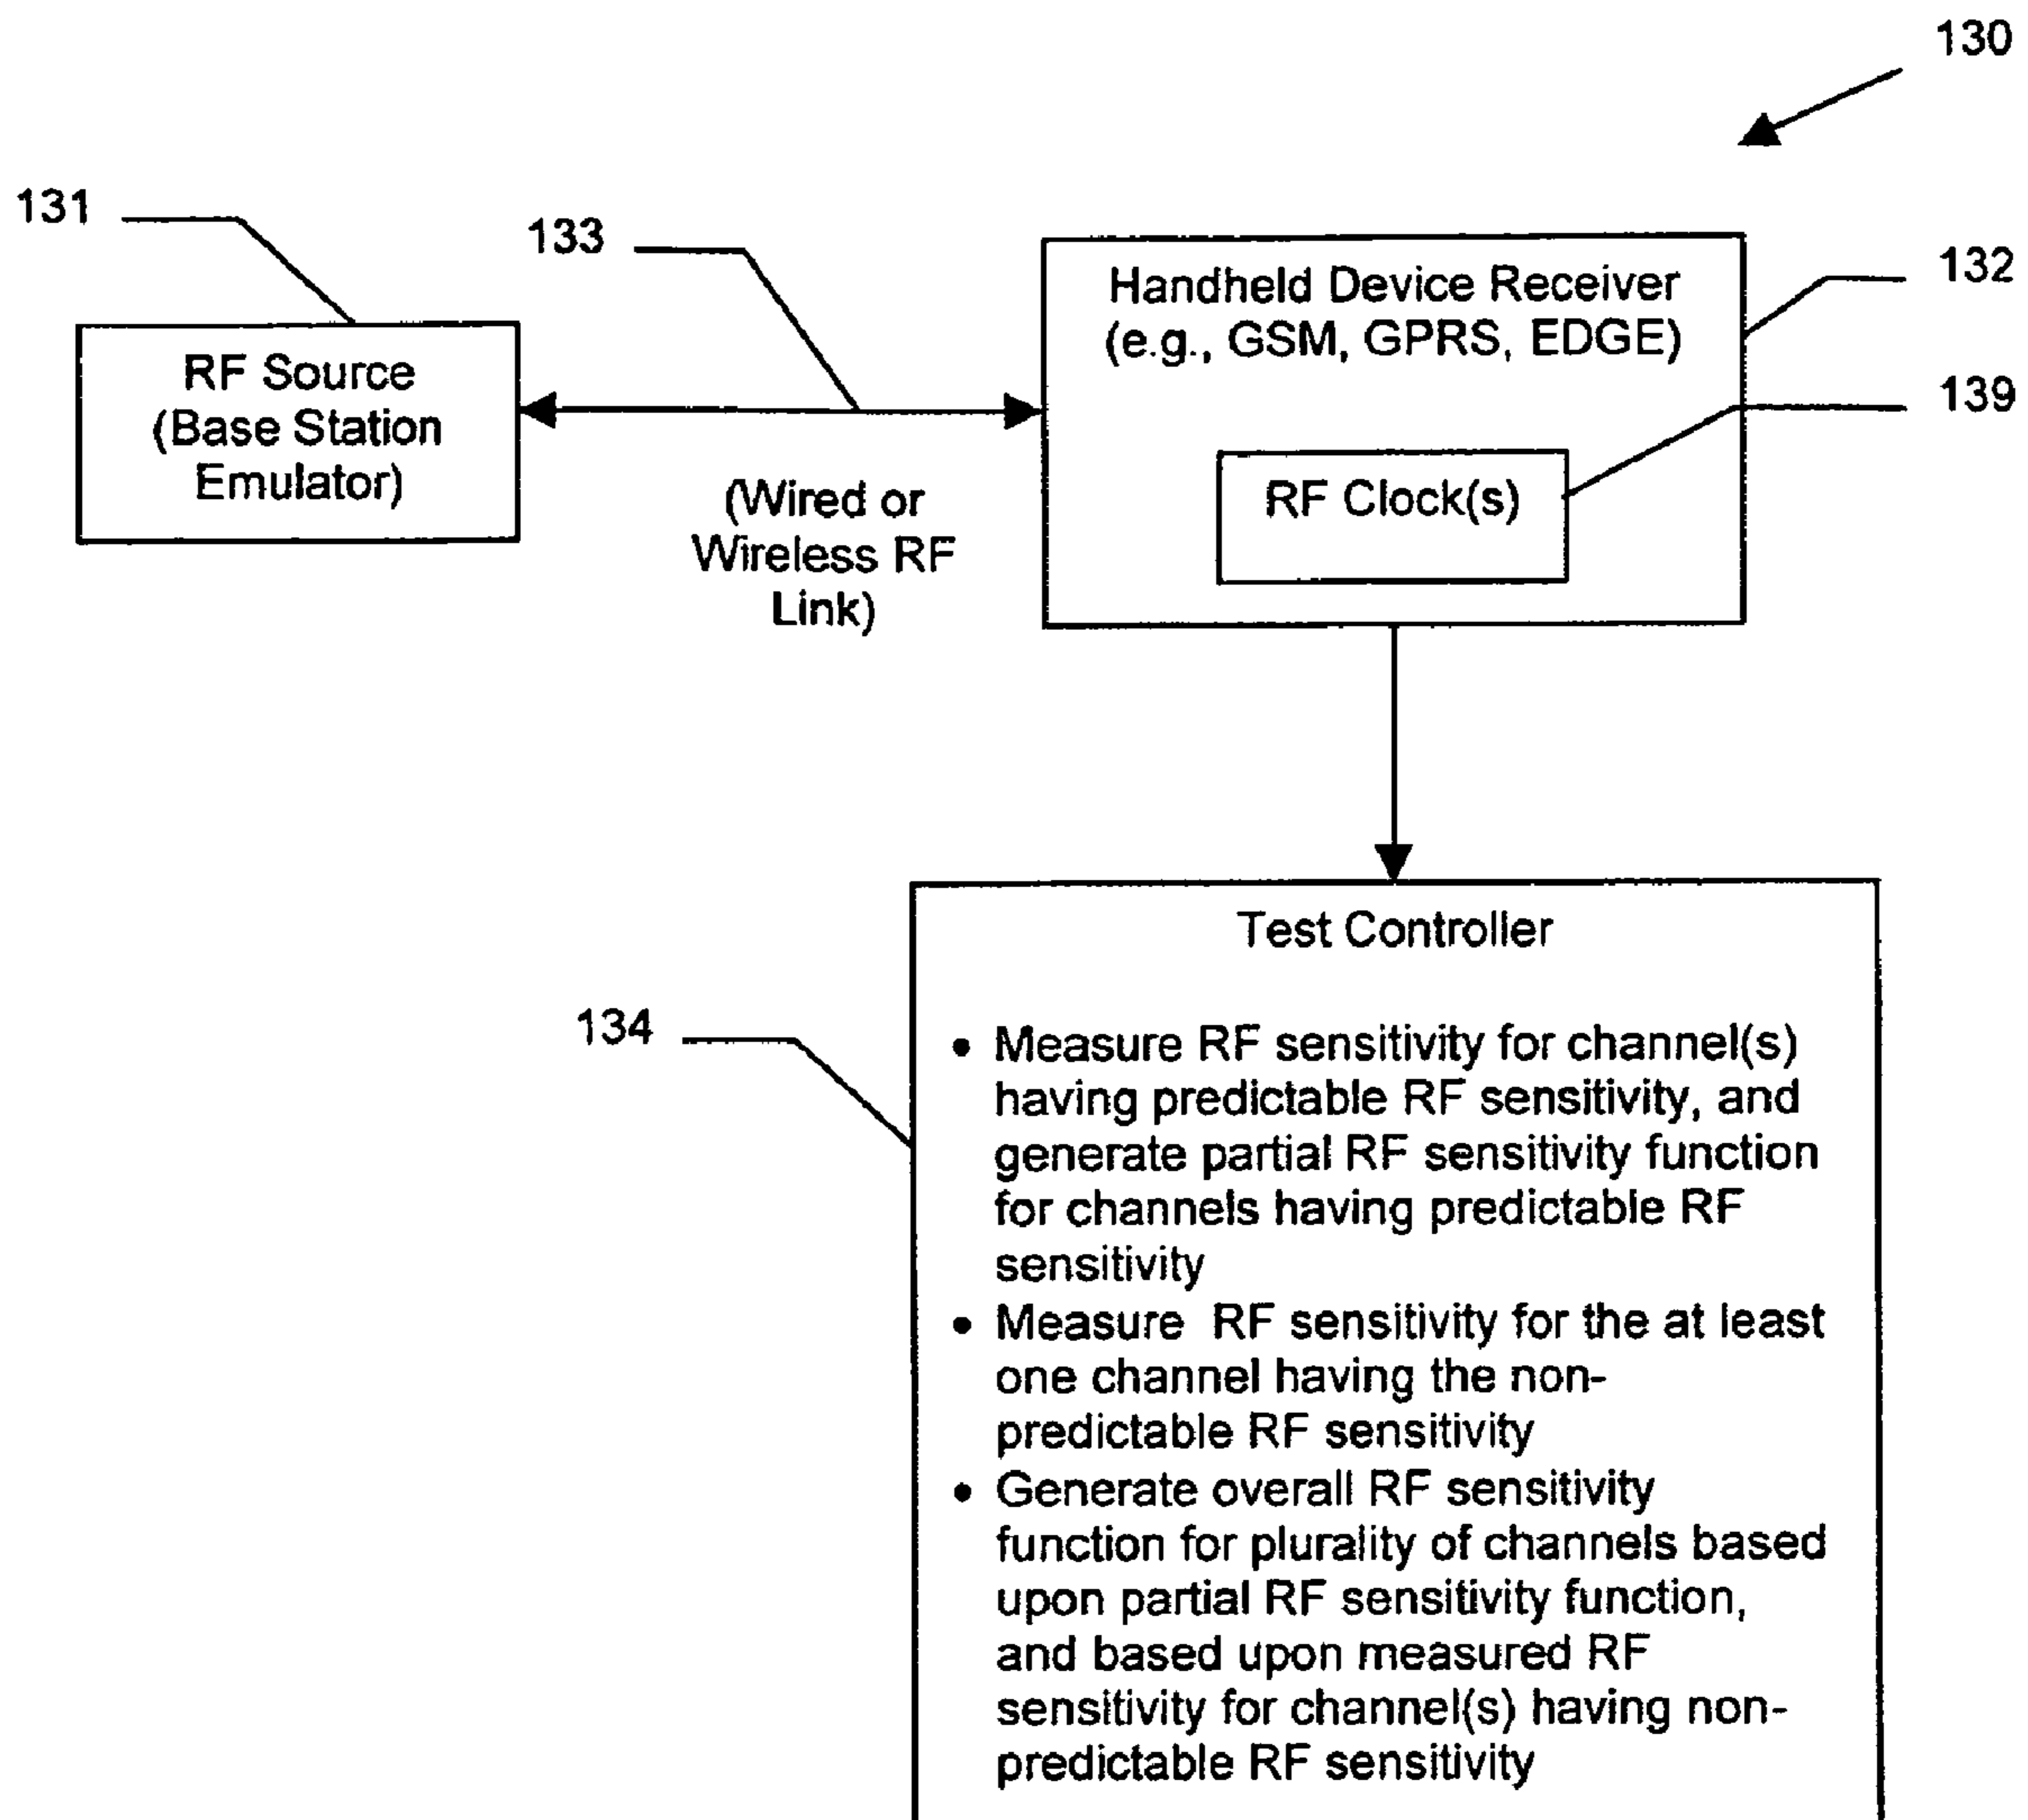 130
131
133
132
139
RF Source
(Base Station
Emulator)
(Wired or
Wireless RF
Link)
Handheld Device Receiver
(e.g., GSM, GPRS, EDGE)
RF Clock(s)
134
Test Controller
• Measure RF sensitivity for channel(s)
having predictable RF sensitivity, and
generate partial RF sensitivity function
for channels having predictable RF
sensitivity
• Measure RF sensitivity for the at least
one channel having the non-
predictable RF sensitivity
• Generate overall RF sensitivity
function for plurality of channels based
upon partial RF sensitivity function,
and based upon measured RF
sensitivity for channel(s) having non-
predictable RF sensitivity